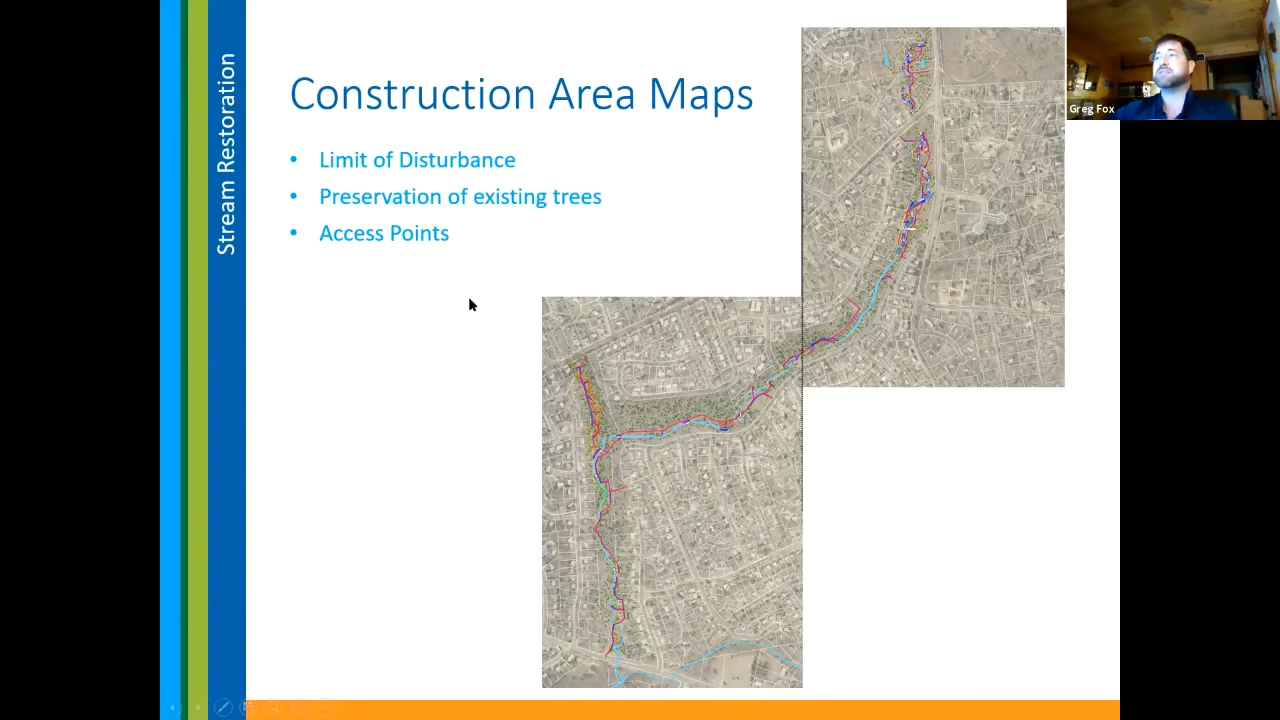 Stream Restoration
Construction Area Maps
• Limit of Disturbance
• Preservation of existing trees
• Access Points
Greg Fox